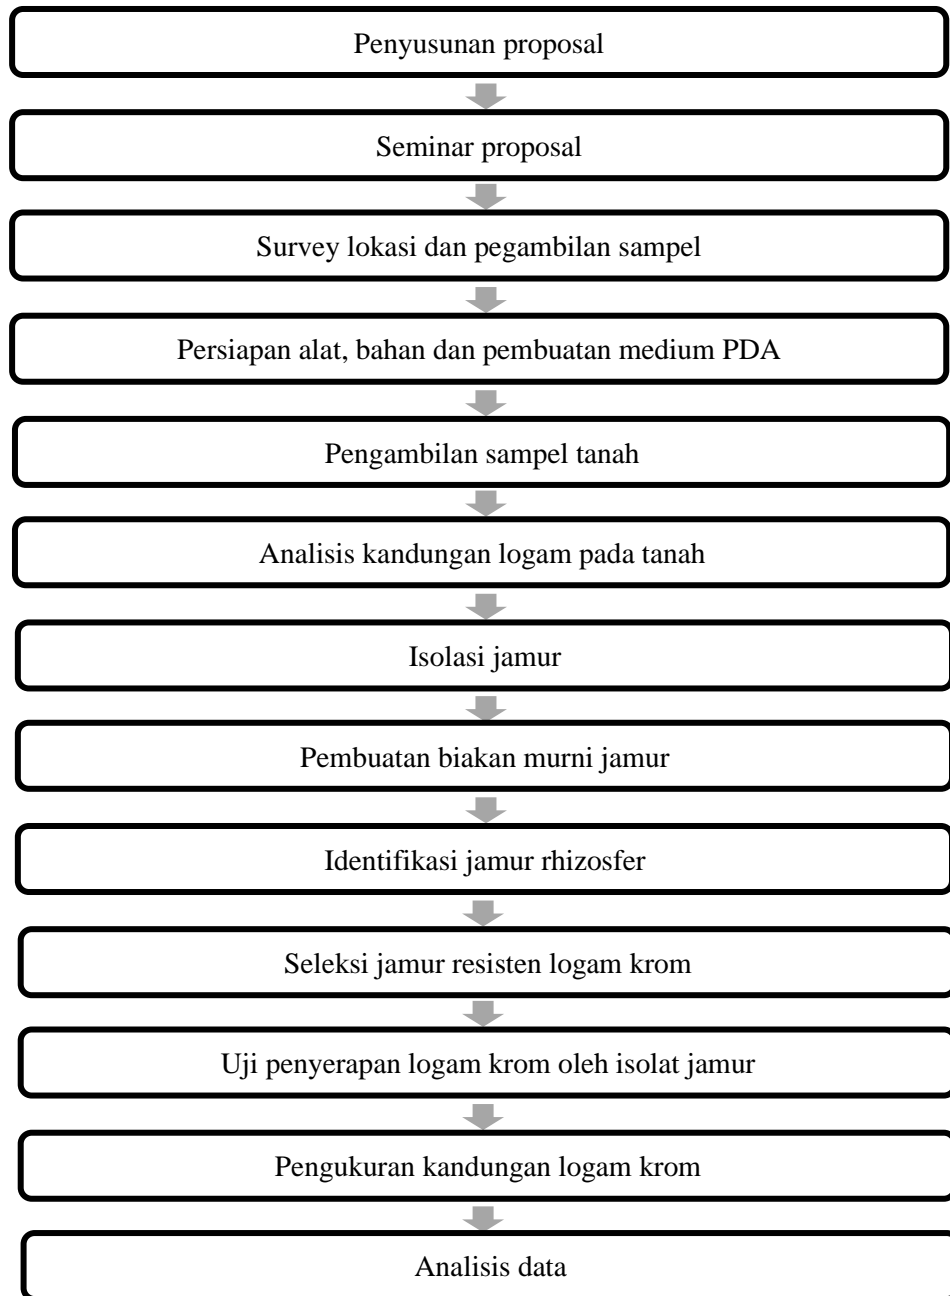 Penyusunan proposal
Seminar proposal
Survey lokasi dan pegambilan sampel
Persiapan alat, bahan dan pembuatan medium PDA
Pengambilan sampel tanah
Analisis kandungan logam pada tanah
Isolasi jamur
Pembuatan biakan murni jamur
Identifikasi jamur rhizosfer
Seleksi jamur resisten logam krom
Uji penyerapan logam krom oleh isolat jamur
Pengukuran kandungan logam krom
Analisis data